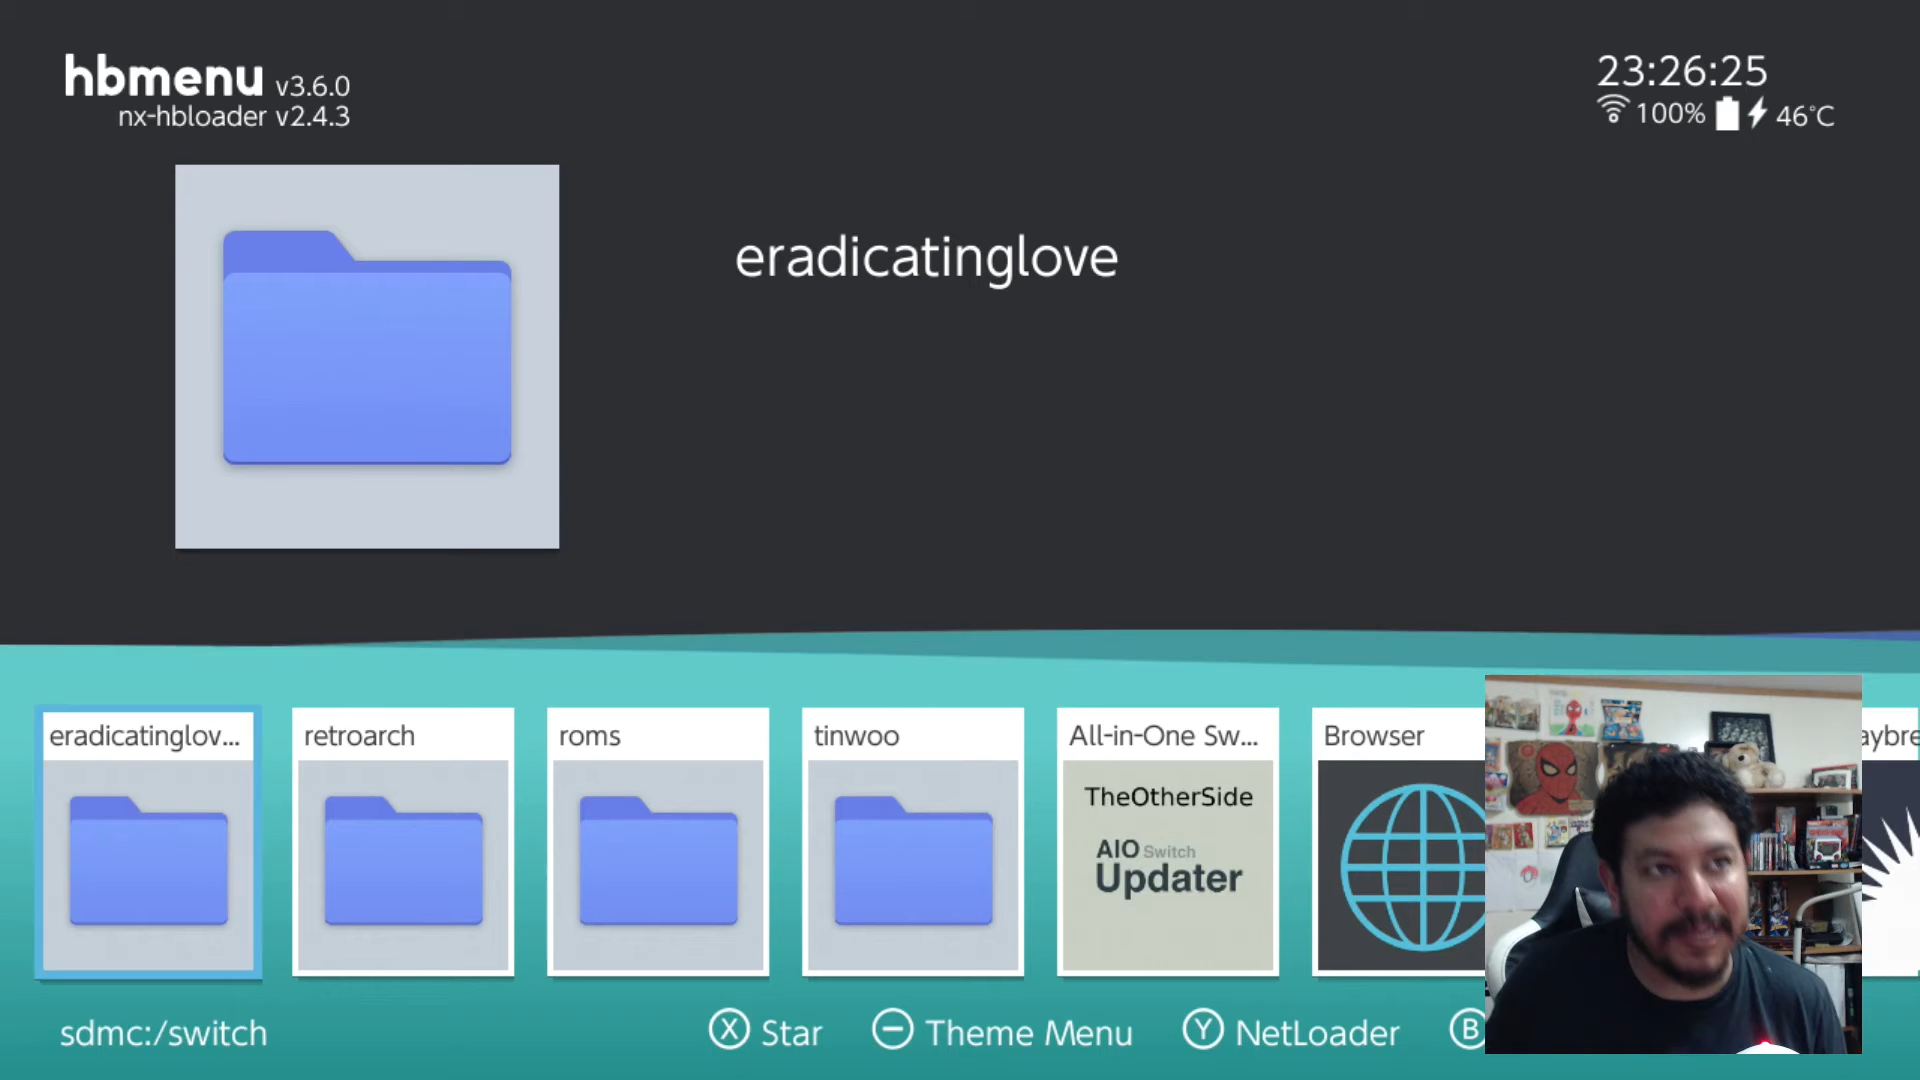 hbmenu v3.6.0
nx-hbloader v2.4.3
23:26:25
100% 46°C
eradicatinglove
eradicatinglov...
retroarch
roms
tinwoo
All-in-One Sw...
Browser
aybre
TheOtherSide
AIO Switch
Updater
sdmc:/switch
X Star
Theme Menu
Y NetLoader
B